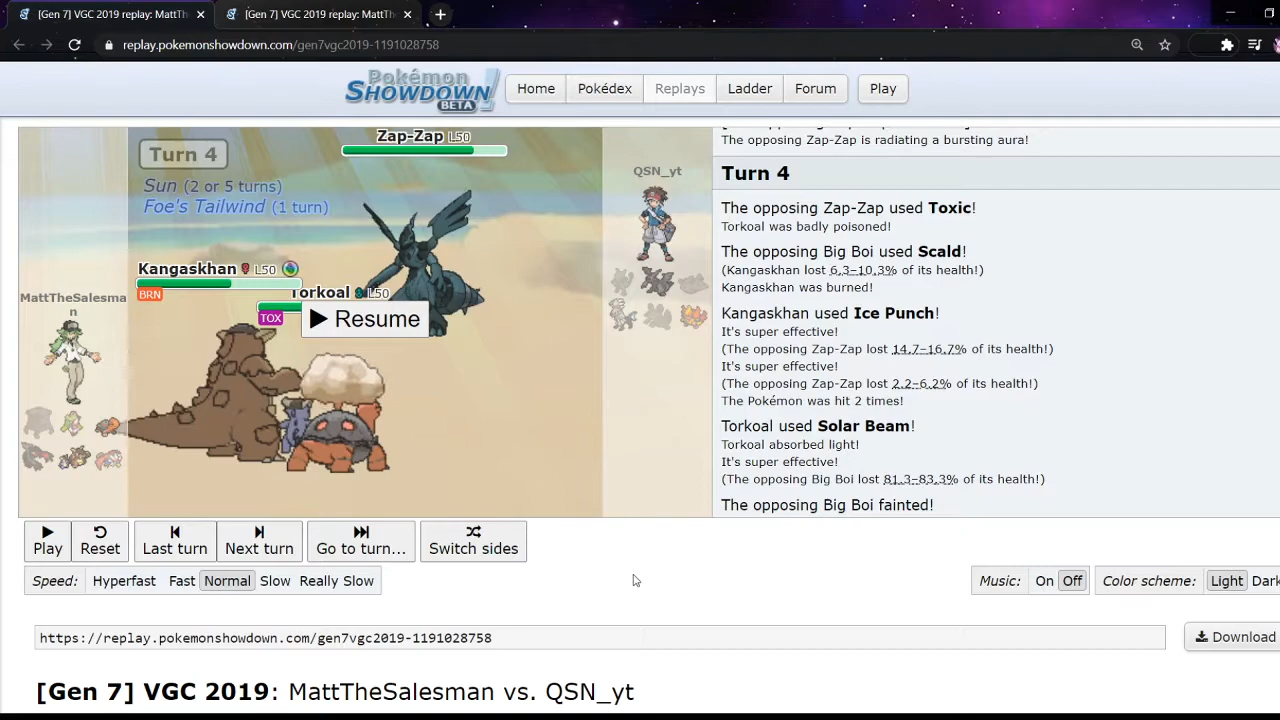 [Gen 7] VGC 2019 replay: MattTh
[Gen 7] VGC 2019 replay: MattTh
replay.pokemonshowdown.com/gen7vgc2019-1191028758
Pokémon
SHOWDOWN!
BETA
Home
Pokédex
Replays
Ladder
Forum
Play
Turn 4
Sun (2 or 5 turns)
Foe's Tailwind (1 turn)
Zap-Zap L50
QSN_yt
Kangaskhan L50
BRN
Torkoal L50
TOX
MattTheSalesma
n
Resume
The opposing Zap-Zap is radiating a bursting aura!
Turn 4
The opposing Zap-Zap used Toxic!
Torkoal was badly poisoned!
The opposing Big Boi used Scald!
(Kangaskhan lost 6.3–10.3% of its health!)
Kangaskhan was burned!
Kangaskhan used Ice Punch!
It's super effective!
(The opposing Zap-Zap lost 14.7–16.7% of its health!)
It's super effective!
(The opposing Zap-Zap lost 2.2–6.2% of its health!)
The Pokémon was hit 2 times!
Torkoal used Solar Beam!
Torkoal absorbed light!
It's super effective!
(The opposing Big Boi lost 81.3–83.3% of its health!)
The opposing Big Boi fainted!
Play
Reset
Last turn
Next turn
Go to turn...
Switch sides
Speed:
Hyperfast
Fast
Normal
Slow
Really Slow
Music:
On
Off
Color scheme:
Light
Dark
https://replay.pokemonshowdown.com/gen7vgc2019-1191028758
Download
[Gen 7] VGC 2019: MattTheSalesman vs. QSN_yt